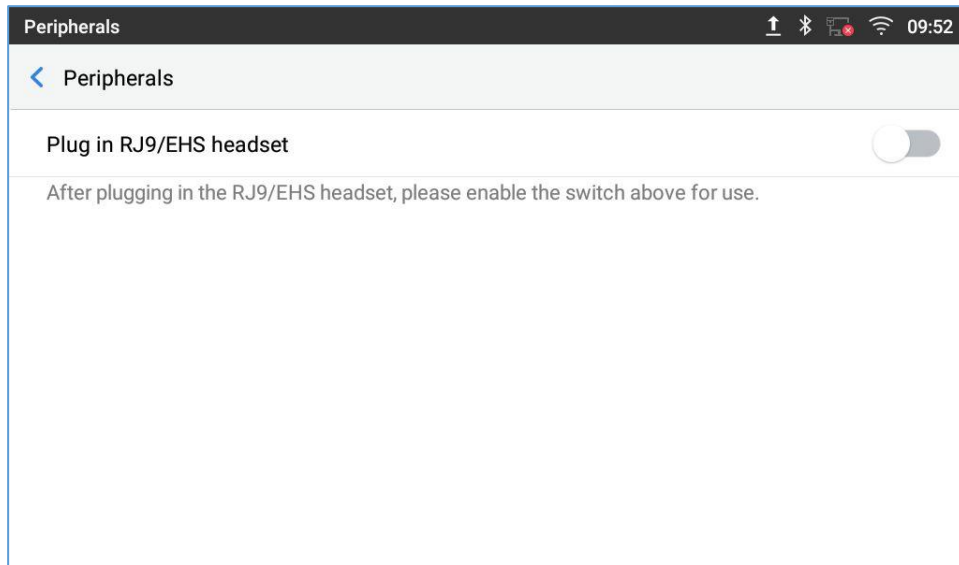 Peripherals 09:52
Peripherals
Plug in RJ9/EHS headset
After plugging in the RJ9/EHS headset, please enable the switch above for use.